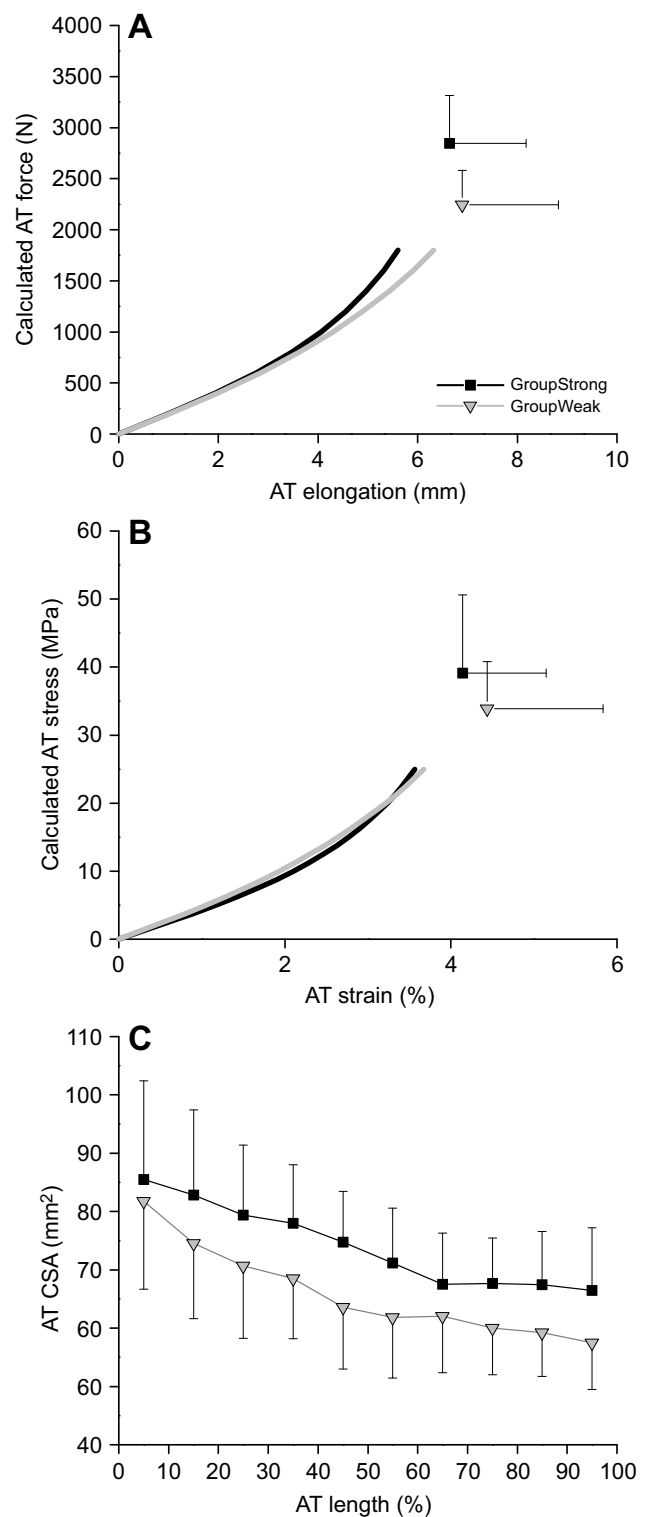 A
4000
3500
3000
2500
2000
1500
1000
500
0
Calculated AT force (N)
GroupStrong
GroupWeak
0 2 4 6 8 10
AT elongation (mm)
B
60
50
40
30
20
10
0
Calculated AT stress (MPa)
0 2 4 6
AT strain (%)
C
110
100
90
80
70
60
60
40
AT CSA (mm²)
0 10 20 30 40 50 60 70 80 90 100
AT length (%)